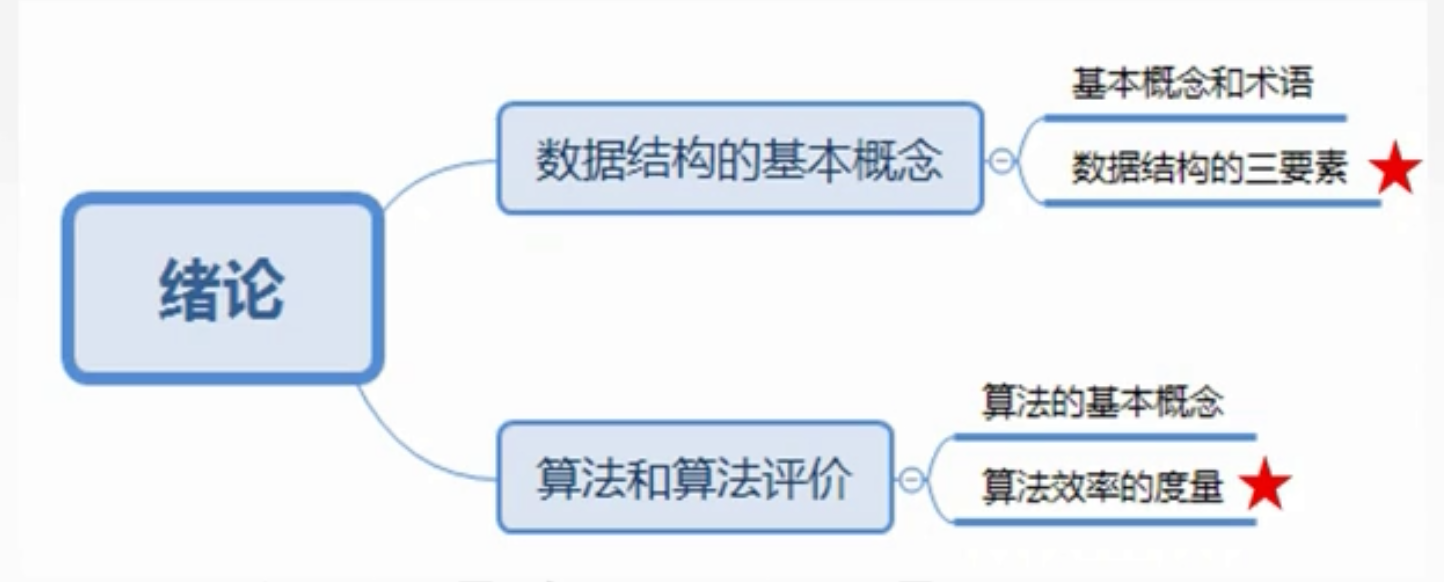 绪论
数据结构的基本概念
基本概念和术语
数据结构的三要素
算法和算法评价
算法的基本概念
算法效率的度量